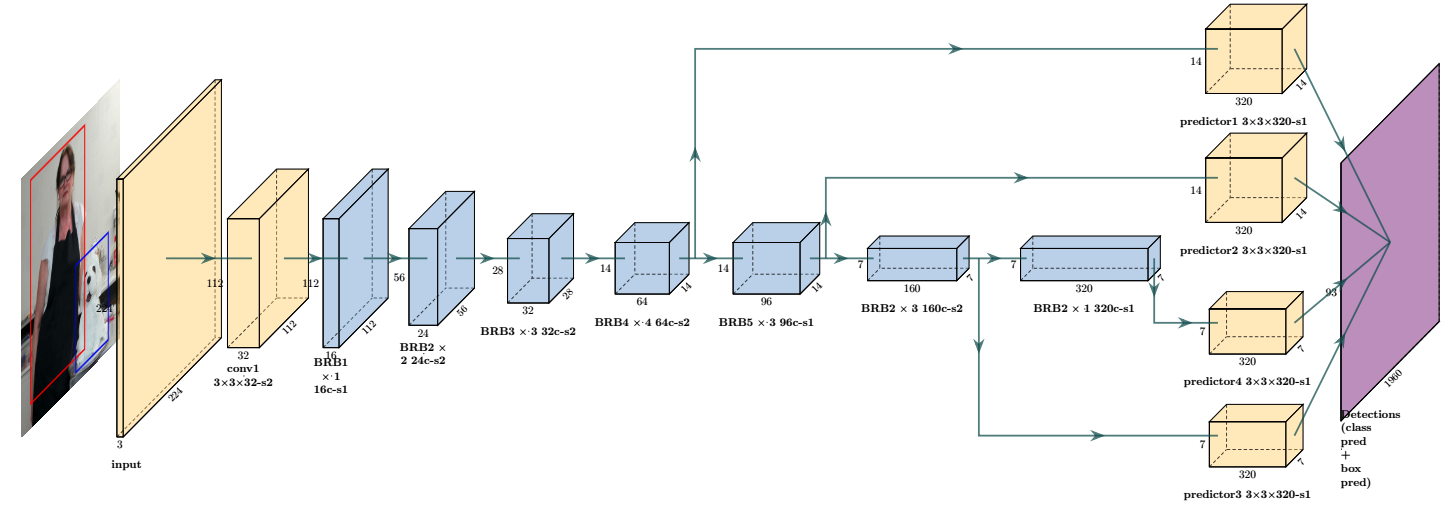 224
3
224
input
112
32
112
conv1
3×3×32-s2
112
16
112
BRB1
×·1
16c-s1
56
24
56
BRB2 ×
2 24c-s2
28
32
28
BRB3 ×·3 32c-s2
14
64
14
BRB4 ×·4 64c-s2
14
96
14
BRB5 ×·3 96c-s1
7
160
7
BRB2 × 3 160c-s2
7
320
7
BRB2 × 1 320c-s1
14
320
14
predictor1 3×3×320-s1
14
320
14
predictor2 3×3×320-s1
7
320
7
predictor4 3×3×320-s1
7
320
7
predictor3 3×3×320-s1
93
1960
Detections
(class
pred
+
box
pred)